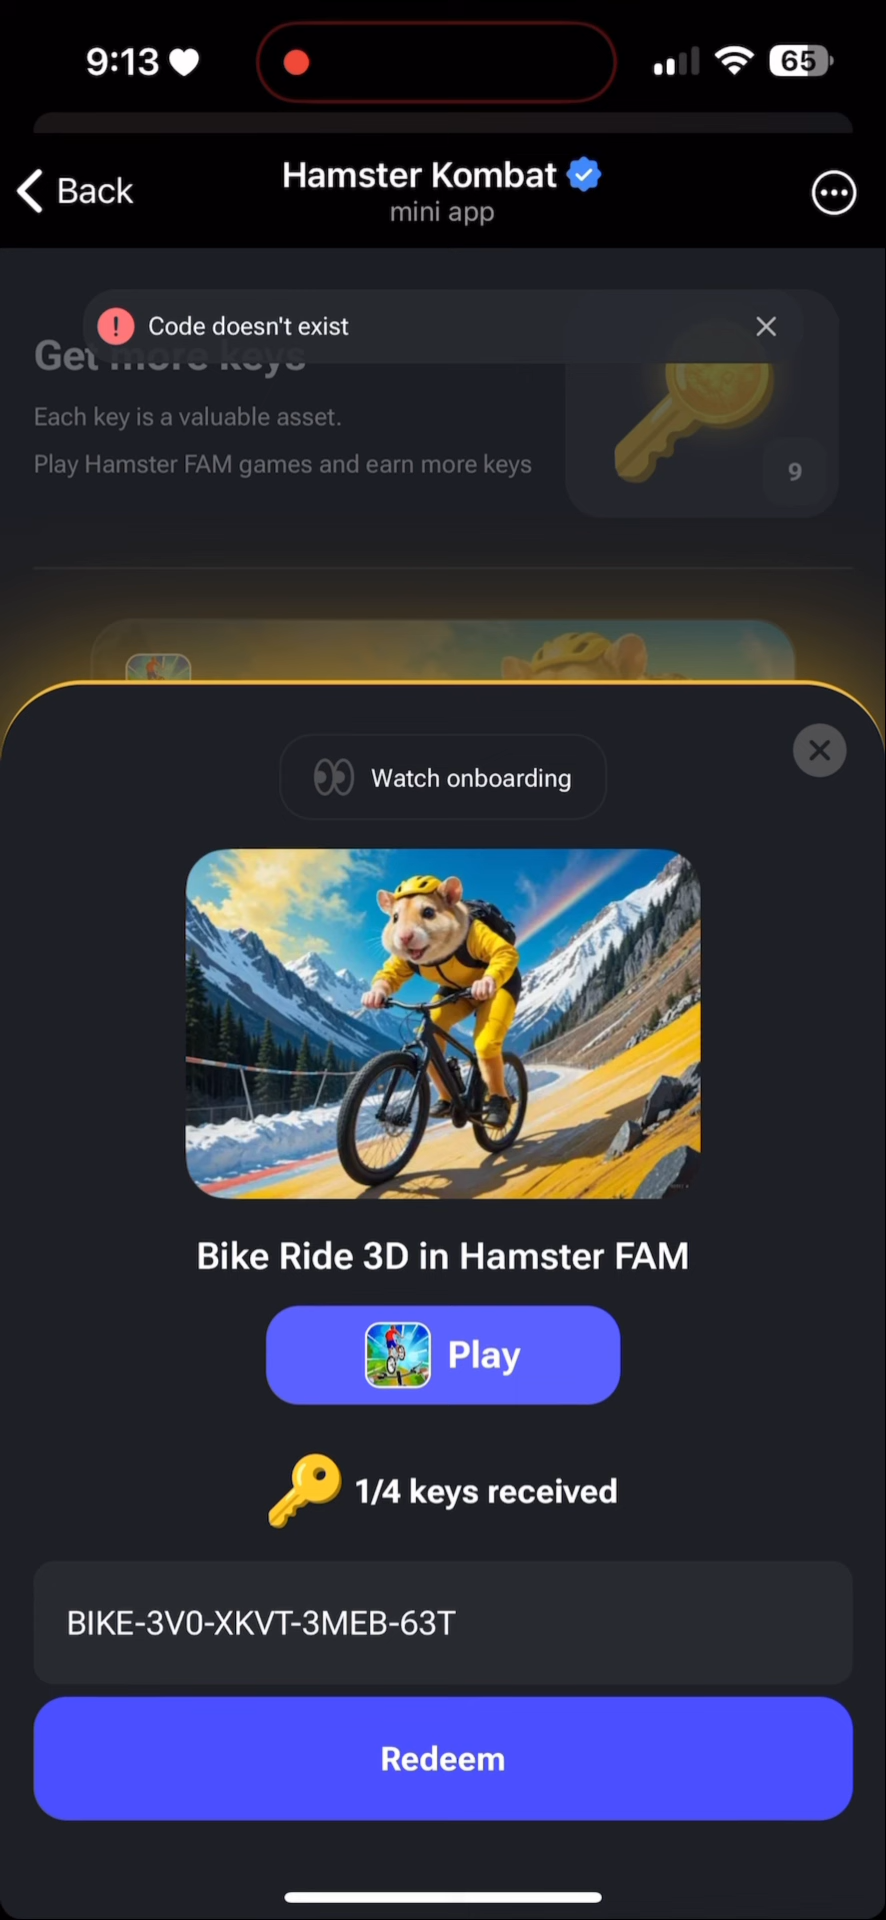 9:13
65
Back
Hamster Kombat
mini app
Code doesn't exist
Get more keys
Each key is a valuable asset.
Play Hamster FAM games and earn more keys
9
Watch onboarding
Bike Ride 3D in Hamster FAM
Play
1/4 keys received
BIKE-3V0-XKVT-3MEB-63T
Redeem